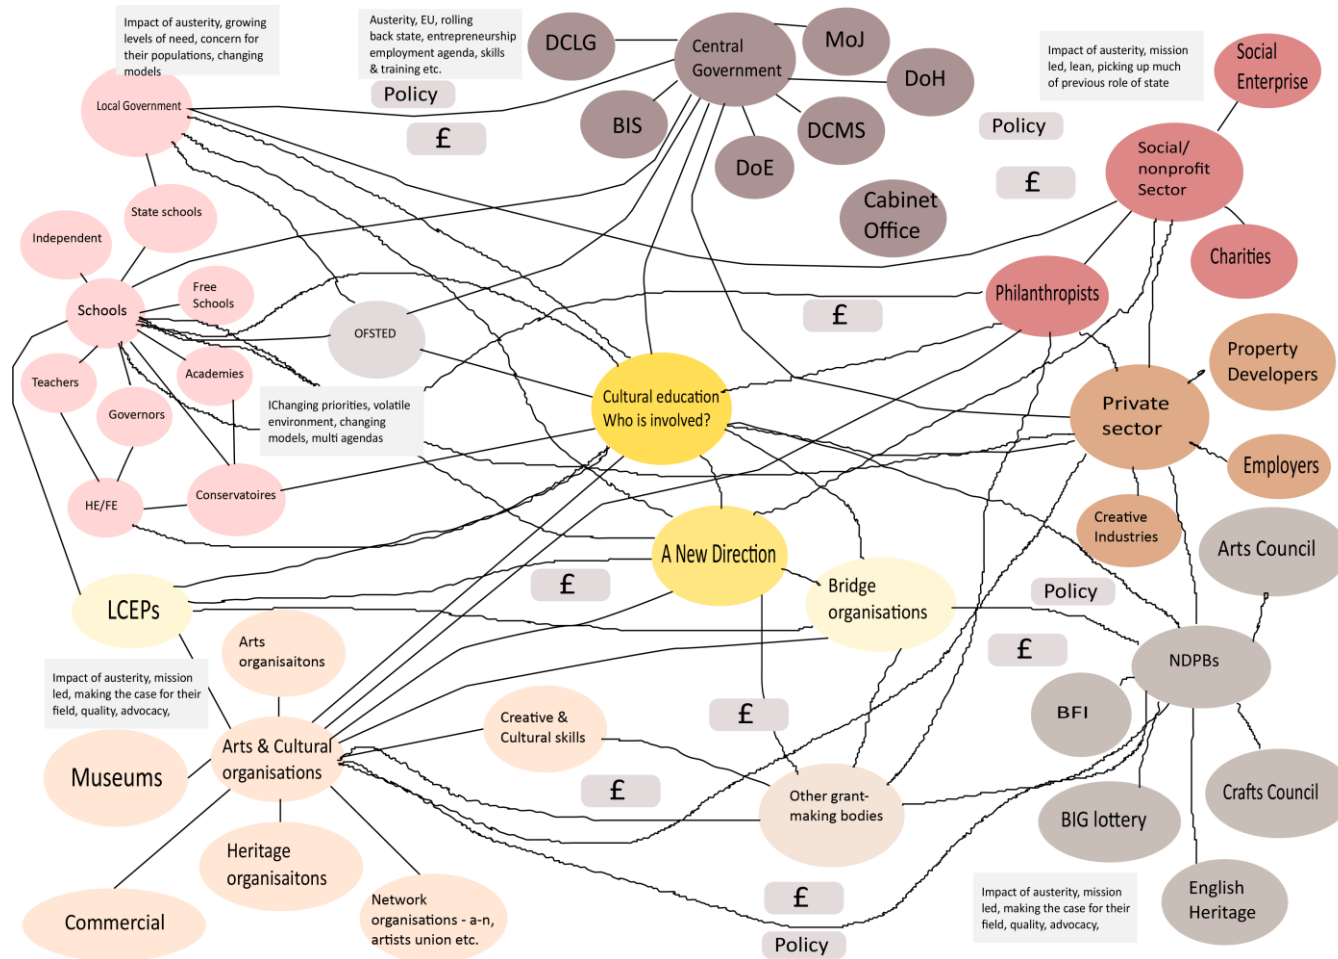 Impact of austerity, growing
levels of need, concern for
their populations, changing
models
Austerity, EU, rolling
back state, entrepreneurship
employment agenda, skills
& training etc.
DCLG
Central
Government
MoJ
Impact of austerity, mission
led, lean, picking up much
of previous role of state
Social
Enterprise
Local Government
Policy
£
BIS
DoE
DCMS
DoH
Cabinet
Office
Policy
£
Social/
nonprofit
Sector
Charities
State schools
Independent
Schools
Free
Schools
OFSTED
Philanthropists
£
Teachers
Academies
Governors
IChanging priorities, volatile
environment, changing
models, multi agendas
Cultural education
Who is involved?
Property
Developers
Private
sector
Employers
HE/FE
Conservatoires
Creative
Industries
Arts Council
A New Direction
£
Bridge
organisations
Policy
£
LCEPs
Arts
organisaitons
NDPBs
Impact of austerity, mission
led, making the case for their
field, quality, advocacy,
Creative &
Cultural skills
£
BFI
Museums
Arts & Cultural
organisations
£
Other grant-
making bodies
BIG lottery
Crafts Council
Heritage
organisaitons
Commercial
Network
organisations - a-n,
artists union etc.
£
Policy
Impact of austerity, mission
led, making the case for their
field, quality, advocacy,
English
Heritage